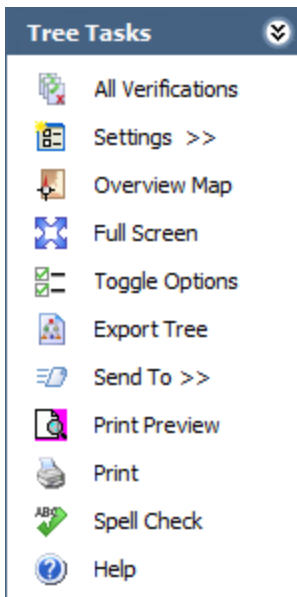 Tree Tasks
All Verifications
Settings >>
Overview Map
Full Screen
Toggle Options
Export Tree
Send To >>
Print Preview
Print
ABC
Spell Check
Help